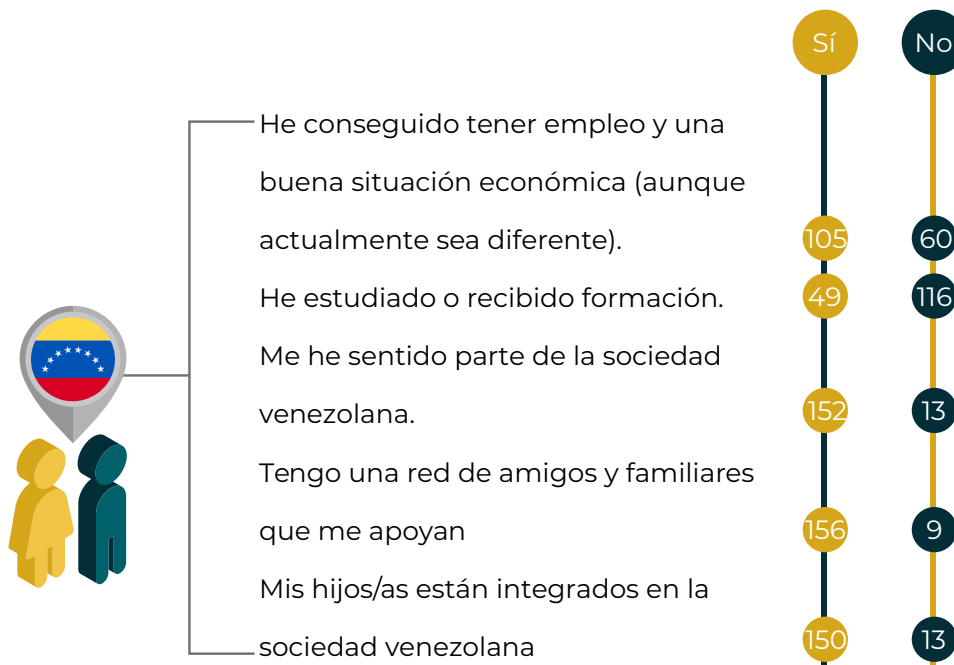 Sí No
He conseguido tener empleo y una
buena situación económica (aunque
actualmente sea diferente). 105 60
He estudiado o recibido formación. 49 116
Me he sentido parte de la sociedad
venezolana. 152 13
Tengo una red de amigos y familiares
que me apoyan 156 9
Mis hijos/as están integrados en la
sociedad venezolana 150 13